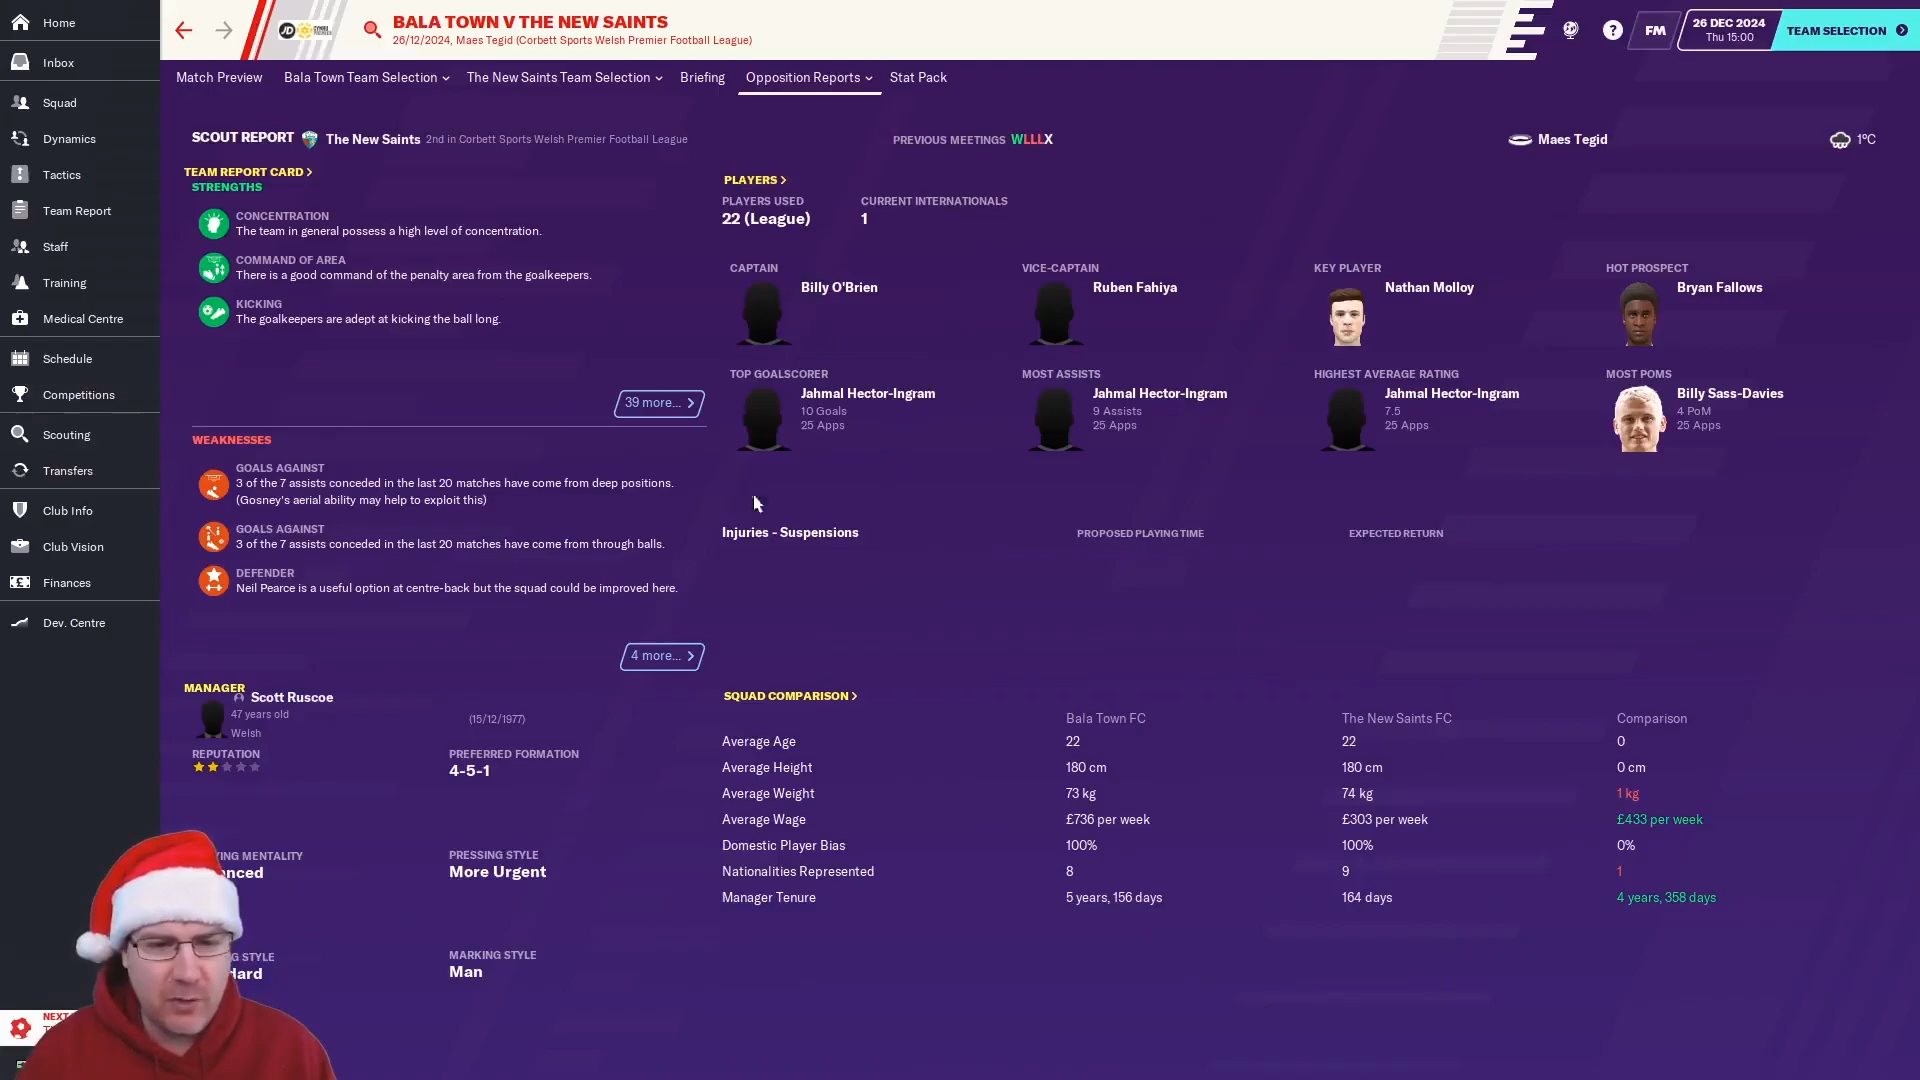 Home
Inbox
Squad
Dynamics
Tactics
Team Report
Staff
Training
Medical Centre
Schedule
Competitions
Scouting
Transfers
Club Info
Club Vision
Finances
Dev. Centre
NEXT
BALA TOWN V THE NEW SAINTS
26/12/2024, Maes Tegid (Corbett Sports Welsh Premier Football League)
?
FM
26 DEC 2024
Thu 15:00
TEAM SELECTION
Match Preview
Bala Town Team Selection
The New Saints Team Selection
Briefing
Opposition Reports
Stat Pack
SCOUT REPORT The New Saints 2nd in Corbett Sports Welsh Premier Football League
PREVIOUS MEETINGS WLLLX
Maes Tegid
1°C
TEAM REPORT CARD >
STRENGTHS
CONCENTRATION
The team in general possess a high level of concentration.
COMMAND OF AREA
There is a good command of the penalty area from the goalkeepers.
KICKING
The goalkeepers are adept at kicking the ball long.
39 more... >
WEAKNESSES
GOALS AGAINST
3 of the 7 assists conceded in the last 20 matches have come from deep positions.
(Gosney's aerial ability may help to exploit this)
GOALS AGAINST
3 of the 7 assists conceded in the last 20 matches have come from through balls.
DEFENDER
Neil Pearce is a useful option at centre-back but the squad could be improved here.
4 more... >
MANAGER
Scott Ruscoe
47 years old
(15/12/1977)
Welsh
REPUTATION
PREFERRED FORMATION
4-5-1
YING MENTALITY
nced
PRESSING STYLE
More Urgent
G STYLE
dard
MARKING STYLE
Man
PLAYERS >
PLAYERS USED
22 (League)
CURRENT INTERNATIONALS
1
CAPTAIN
Billy O'Brien
VICE-CAPTAIN
Ruben Fahiya
KEY PLAYER
Nathan Molloy
HOT PROSPECT
Bryan Fallows
TOP GOALSCORER
Jahmal Hector-Ingram
10 Goals
25 Apps
MOST ASSISTS
Jahmal Hector-Ingram
9 Assists
25 Apps
HIGHEST AVERAGE RATING
Jahmal Hector-Ingram
7.5
25 Apps
MOST POMS
Billy Sass-Davies
4 PoM
25 Apps
Injuries - Suspensions
PROPOSED PLAYING TIME
EXPECTED RETURN
SQUAD COMPARISON >
Bala Town FC The New Saints FC Comparison
Average Age 22 22 0
Average Height 180 cm 180 cm 0 cm
Average Weight 73 kg 74 kg 1 kg
Average Wage £736 per week £303 per week £433 per week
Domestic Player Bias 100% 100% 0%
Nationalities Represented 8 9 1
Manager Tenure 5 years, 156 days 164 days 4 years, 358 days